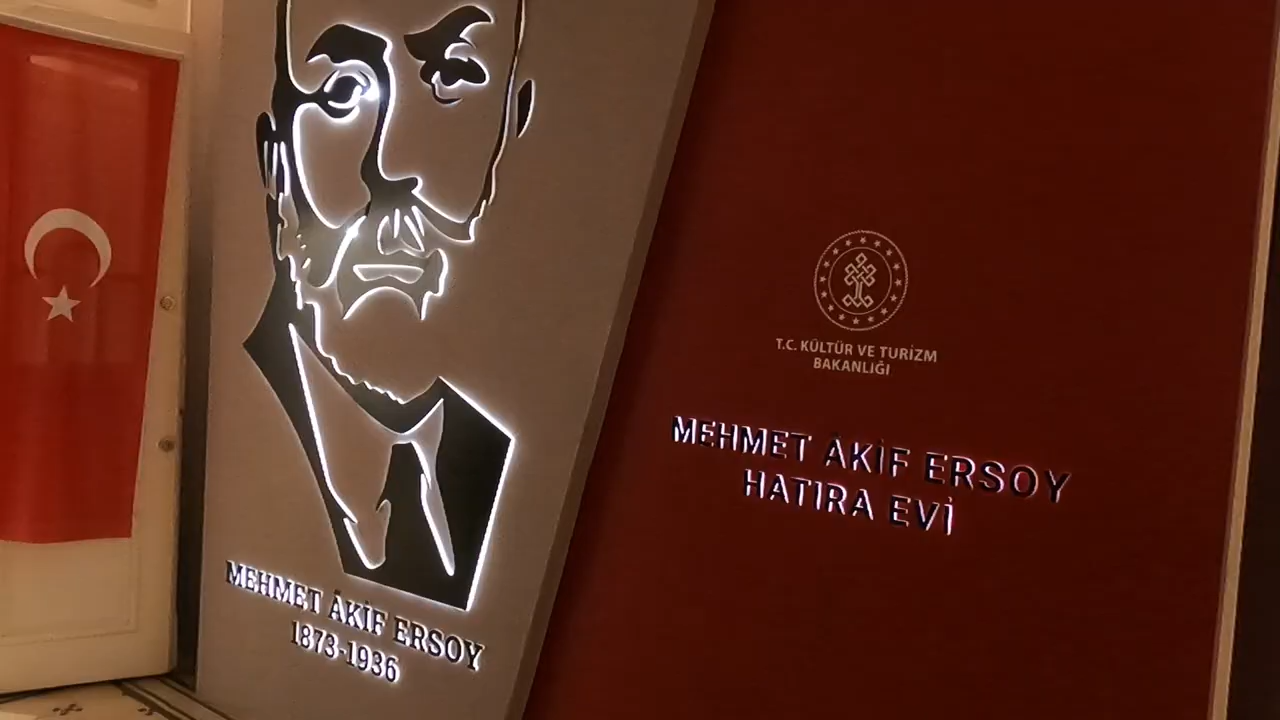 MEHMET ÂKİF ERSOY
1873-1936
T.C. KÜLTÜR VE TURİZM
BAKANLIĞI
MEHMET ÂKİF ERSOY
HATIRA EVİ